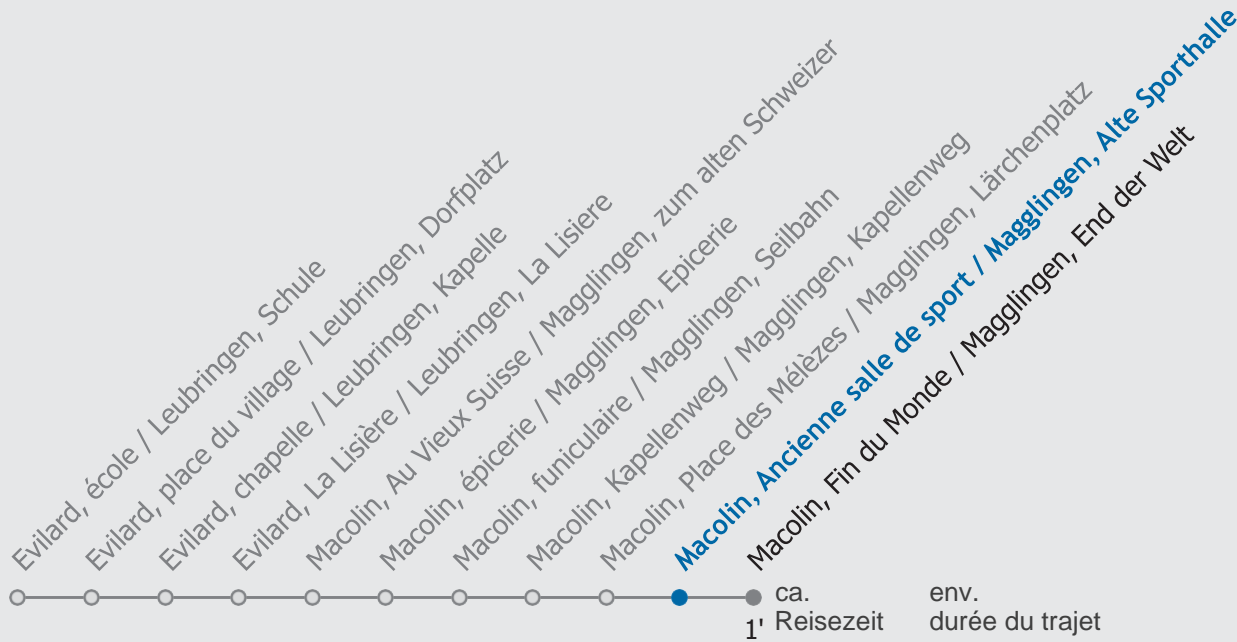 Evilard, école / Leubringen, Schule
Evilard, place du village / Leubringen, Dorfplatz
Evilard, chapelle / Leubringen, Kapelle
Evilard, La Lisière / Leubringen, La Lisiere
Macolin, Au Vieux Suisse / Magglingen, zum alten Schweizer
Macolin, épicerie / Magglingen, Epicerie
Macolin, funiculaire / Magglingen, Seilbahn
Macolin, Kapellenweg / Magglingen, Kapellenweg
Macolin, Place des Mélèzes / Magglingen, Lärchenplatz
Macolin, Ancienne salle de sport / Magglingen, Alte Sporthalle
Macolin, Fin du Monde / Magglingen, End der Welt
ca. env.
1' Reisezeit durée du trajet